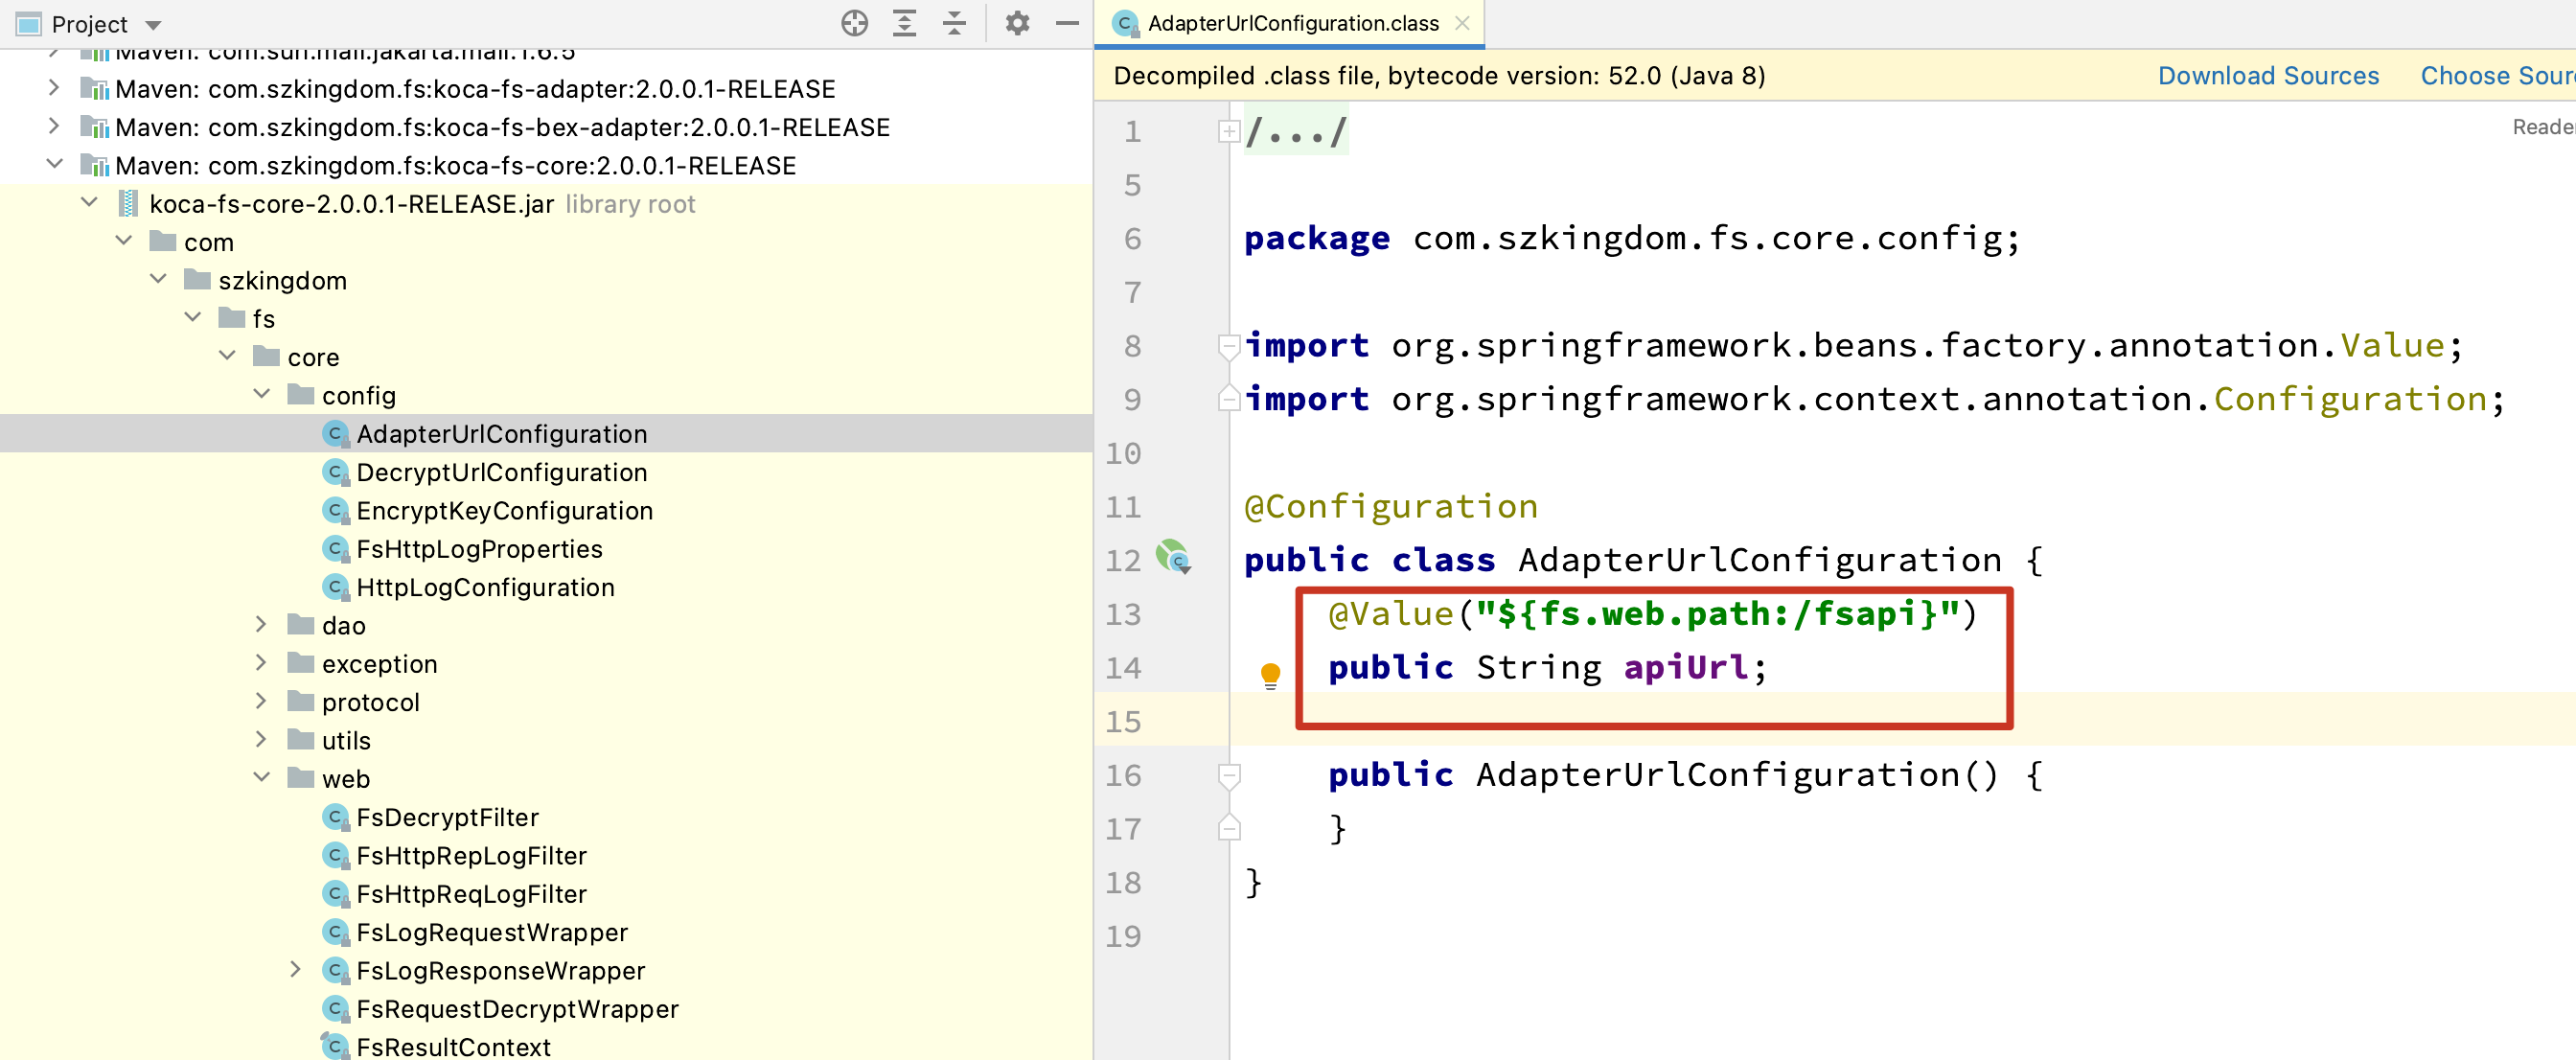 Project
Maven: com.sun.mail:jakarta.mail:1.6.5
Maven: com.szkingdom.fs:koca-fs-adapter:2.0.0.1-RELEASE
Maven: com.szkingdom.fs:koca-fs-bex-adapter:2.0.0.1-RELEASE
Maven: com.szkingdom.fs:koca-fs-core:2.0.0.1-RELEASE
koca-fs-core-2.0.0.1-RELEASE.jar library root
com
szkingdom
fs
core
config
AdapterUrlConfiguration
DecryptUrlConfiguration
EncryptKeyConfiguration
FsHttpLogProperties
HttpLogConfiguration
dao
exception
protocol
utils
web
FsDecryptFilter
FsHttpRepLogFilter
FsHttpReqLogFilter
FsLogRequestWrapper
FsLogResponseWrapper
FsRequestDecryptWrapper
FsResultContext
AdapterUrlConfiguration.class
Decompiled .class file, bytecode version: 52.0 (Java 8) Download Sources Choose Sour
Reade
1 /.../
5
6 package com.szkingdom.fs.core.config;
7
8 import org.springframework.beans.factory.annotation.Value;
9 import org.springframework.context.annotation.Configuration;
10
11 @Configuration
12 public class AdapterUrlConfiguration {
13 @Value("${fs.web.path:/fsapi}")
14 public String apiUrl;
15
16 public AdapterUrlConfiguration() {
17 }
18 }
19